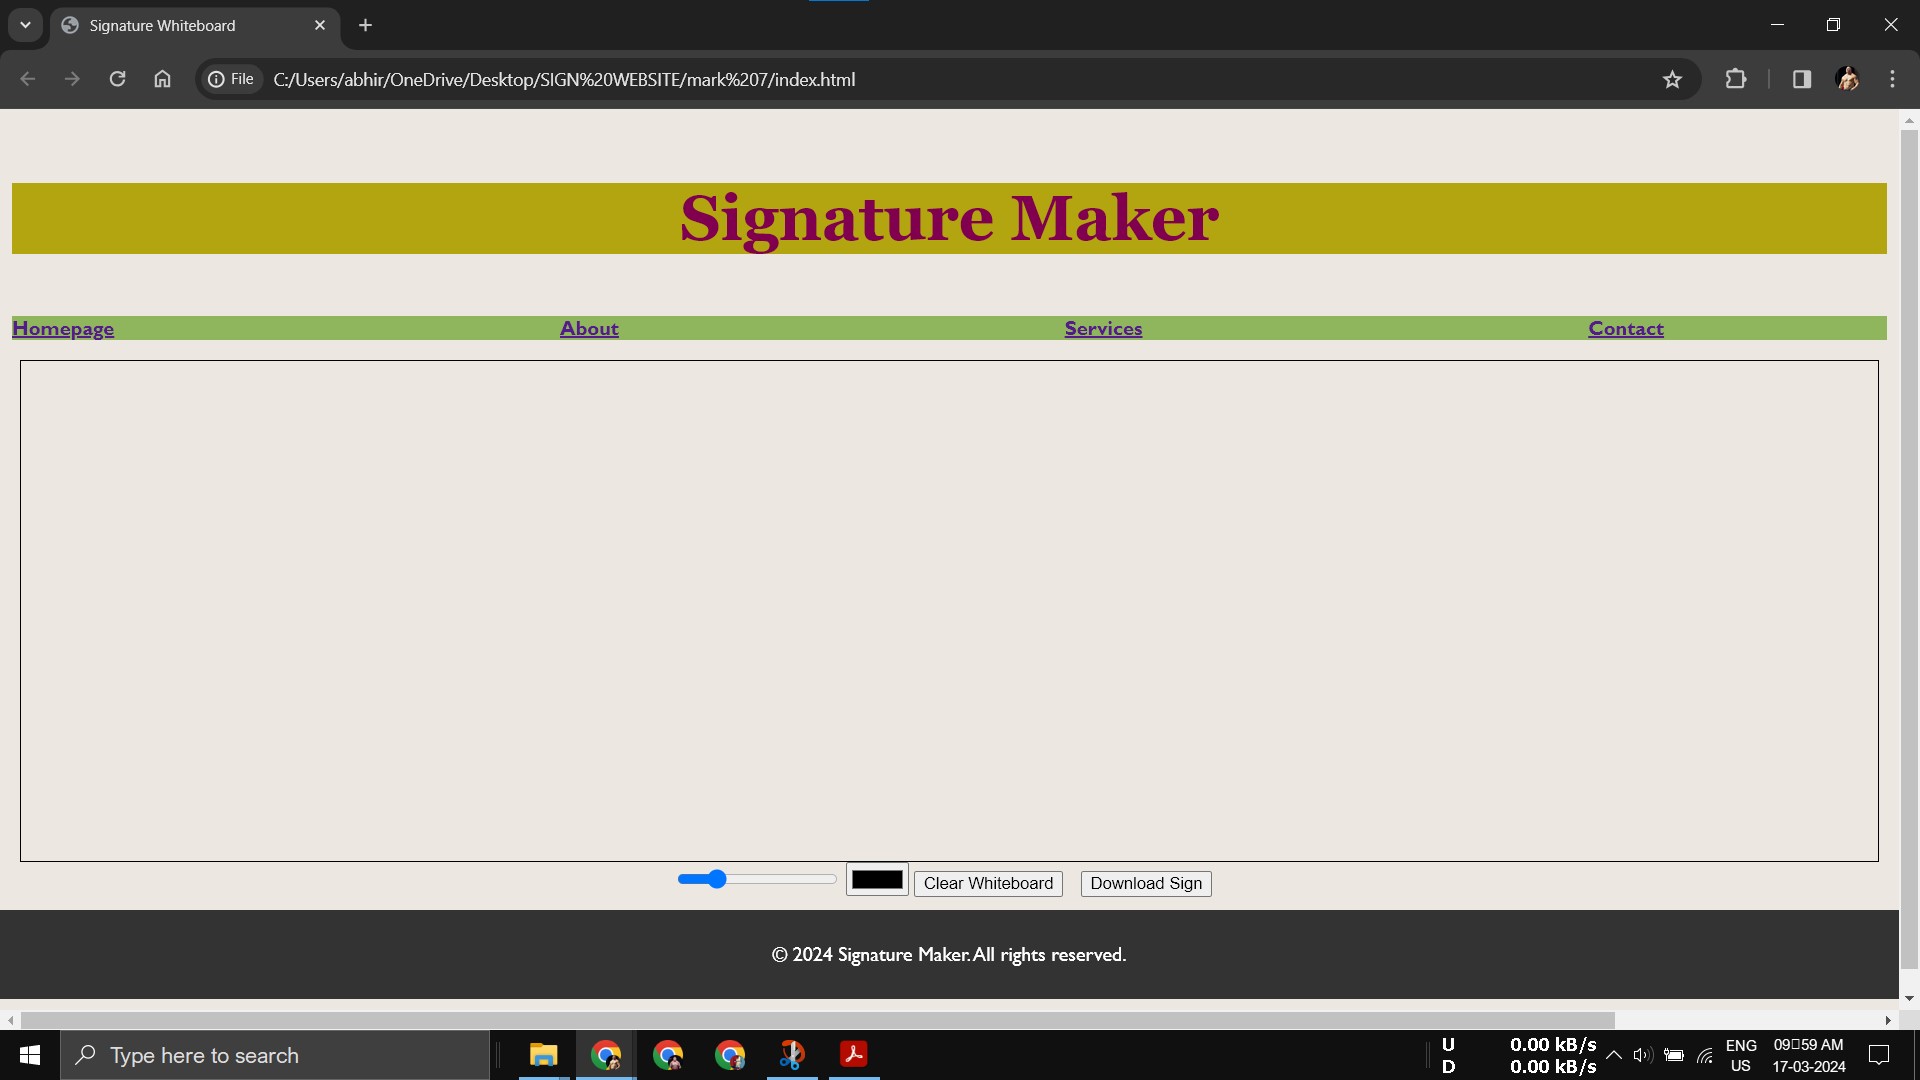 Signature Whiteboard
File C:/Users/abhir/OneDrive/Desktop/SIGN%20WEBSITE/mark%207/index.html
Signature Maker
Homepage About Services Contact
Clear Whiteboard Download Sign
© 2024 Signature Maker. All rights reserved.
Type here to search
U 0.00 kB/s
D 0.00 kB/s
ENG
US
09▯59 AM
17-03-2024